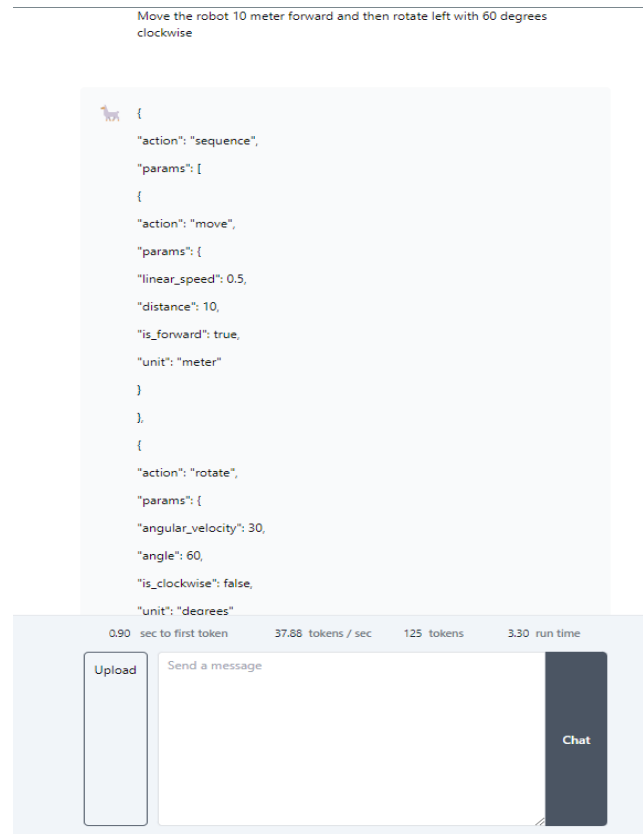 Move the robot 10 meter forward and then rotate left with 60 degrees
clockwise
{
"action": "sequence",
"params": [
{
"action": "move",
"params": {
"linear_speed": 0.5,
"distance": 10,
"is_forward": true,
"unit": "meter"
}
},
{
"action": "rotate",
"params": {
"angular_velocity": 30,
"angle": 60,
"is_clockwise": false,
"unit": "degrees"
0.90 sec to first token 37.88 tokens / sec 125 tokens 3.30 run time
Upload
Send a message
Chat